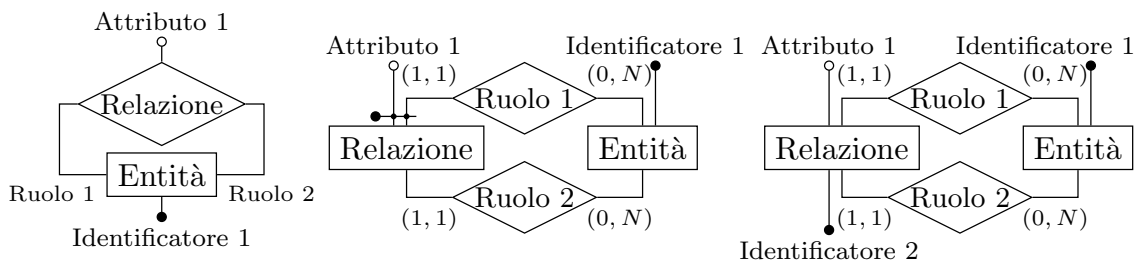 Attributo 1
Relazione
Entità
Ruolo 1
Ruolo 2
Identificatore 1
Attributo 1
Identificatore 1
(1, 1)
(0, N)
Ruolo 1
Relazione
Entità
Ruolo 2
(1, 1)
(0, N)
Attributo 1
Identificatore 1
(1, 1)
(0, N)
Ruolo 1
Relazione
Entità
Ruolo 2
(1, 1)
(0, N)
Identificatore 2